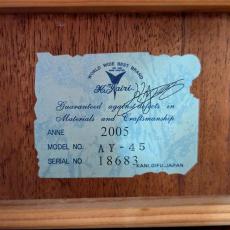 WORLD WIDE BEST BRAND
K. Yairi
Guaranteed against defects in
Materials and Craftsmanship
ANNE 2005
MODEL NO. AY-45
SERIAL NO 18683
KANI, GIFU, JAPAN